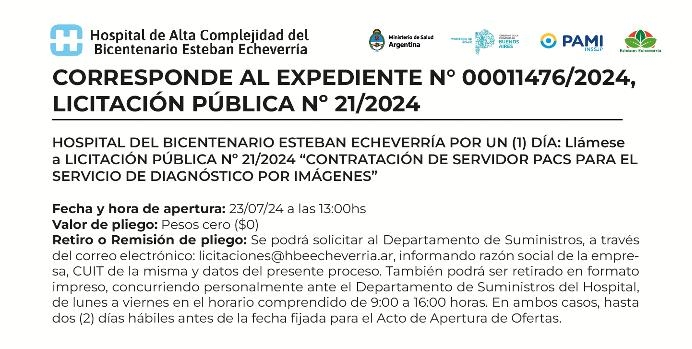 Hospital de Alta Complejidad del
Bicentenario Esteban Echeverría
Ministerio de Salud
Argentina
BUENOS
AIRES
PAMI
INSSJP
Esteban Echeverría
CORRESPONDE AL EXPEDIENTE N° 00011476/2024,
LICITACIÓN PÚBLICA Nº 21/2024
HOSPITAL DEL BICENTENARIO ESTEBAN ECHEVERRÍA POR UN (1) DÍA: Llámese
a LICITACIÓN PÚBLICA Nº 21/2024 “CONTRATACIÓN DE SERVIDOR PACS PARA EL
SERVICIO DE DIAGNÓSTICO POR IMÁGENES”
Fecha y hora de apertura: 23/07/24 a las 13:00hs
Valor de pliego: Pesos cero ($0)
Retiro o Remisión de pliego: Se podrá solicitar al Departamento de Suministros, a través
del correo electrónico: licitaciones@hbeecheverria.ar, informando razón social de la empre-
sa, CUIT de la misma y datos del presente proceso. También podrá ser retirado en formato
impreso, concurriendo personalmente ante el Departamento de Suministros del Hospital,
de lunes a viernes en el horario comprendido de 9:00 a 16:00 horas. En ambos casos, hasta
dos (2) días hábiles antes de la fecha fijada para el Acto de Apertura de Ofertas.